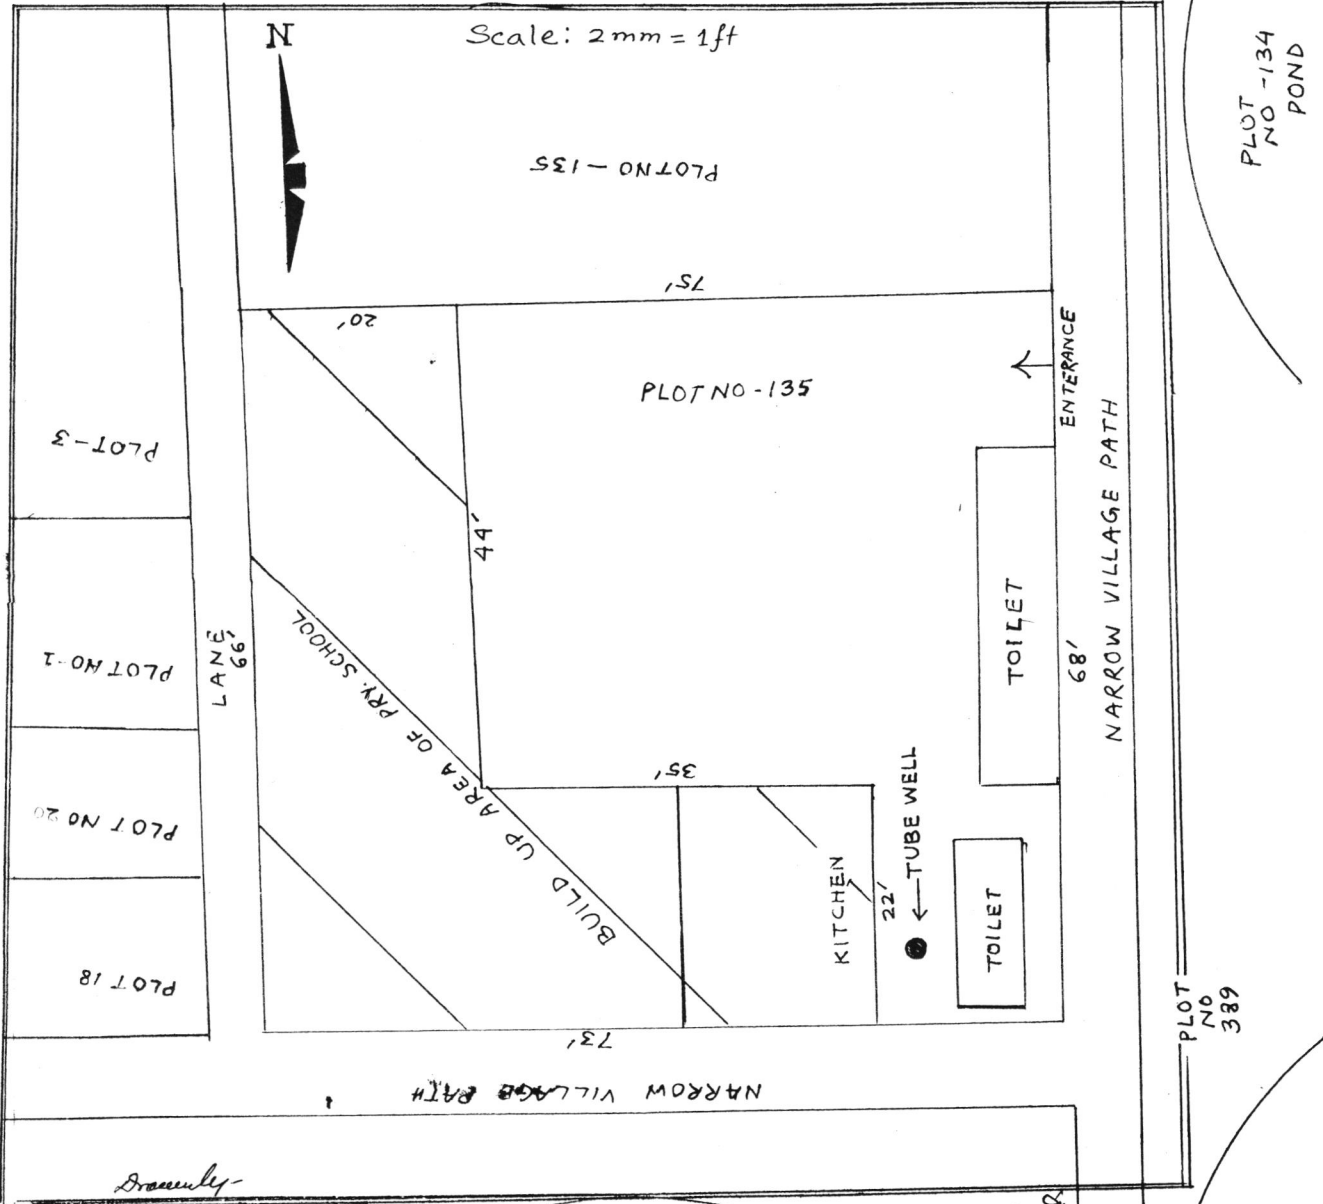 N
Scale: 2mm = 1ft
PLOT
NO -134
POND
PLOT NO - 135
75'
20'
PLOT NO - 135
ENTERANCE
PLOT-3
44'
NARROW VILLAGE PATH
TOILET
68'
LANE
66'
PLOT NO-1
BUILD UP AREA OF PRY. SCHOOL
35'
PLOT NO 20
TUBE WELL
KITCHEN
22'
TOILET
PLOT 18
PLOT
NO
389
73'
NARROW VILLAGE PATH